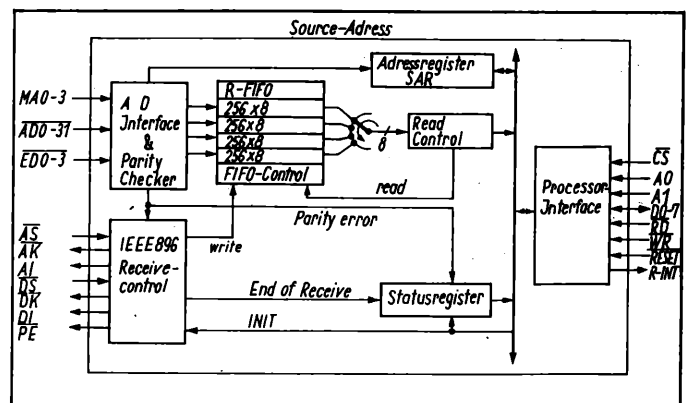 Source-Adress
Adressregister
SAR
MA0-3
AD0-31
ED0-3
A D
Interface
&
Parity
Checker
R-FIFO
256x8
256x8
256x8
256x8
FIFO-Control
8
Read
Control
read
write
Parity error
AS
AK
AI
DS
DK
DI
PE
IEEE896
Receive-
control
End of Receive
Statusregister
INIT
Processor-
Interface
CS
A0
A1
D0-7
RD
WR
RESET
R-INT